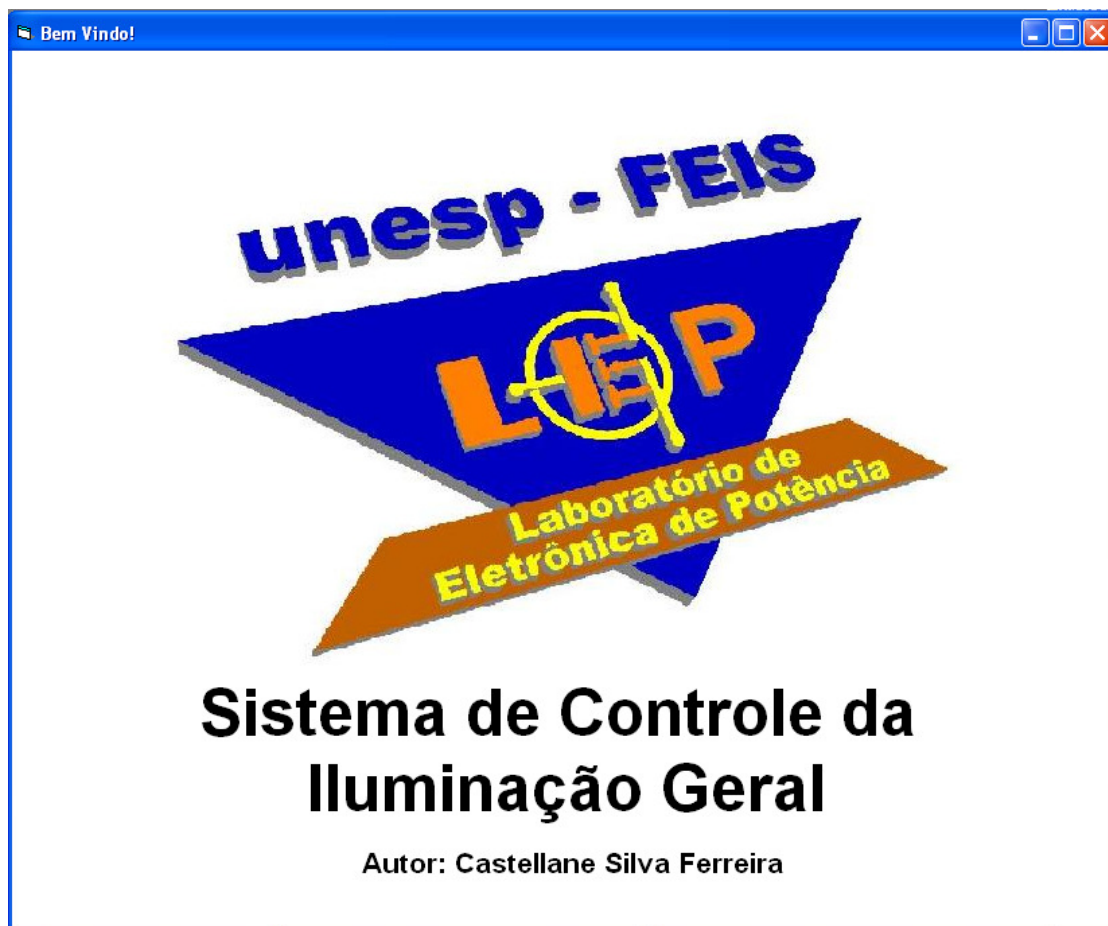 Bem Vindo!
unesp - FEIS
LEP
Laboratório de
Eletrônica de Potência
Sistema de Controle da
Iluminação Geral
Autor: Castellane Silva Ferreira